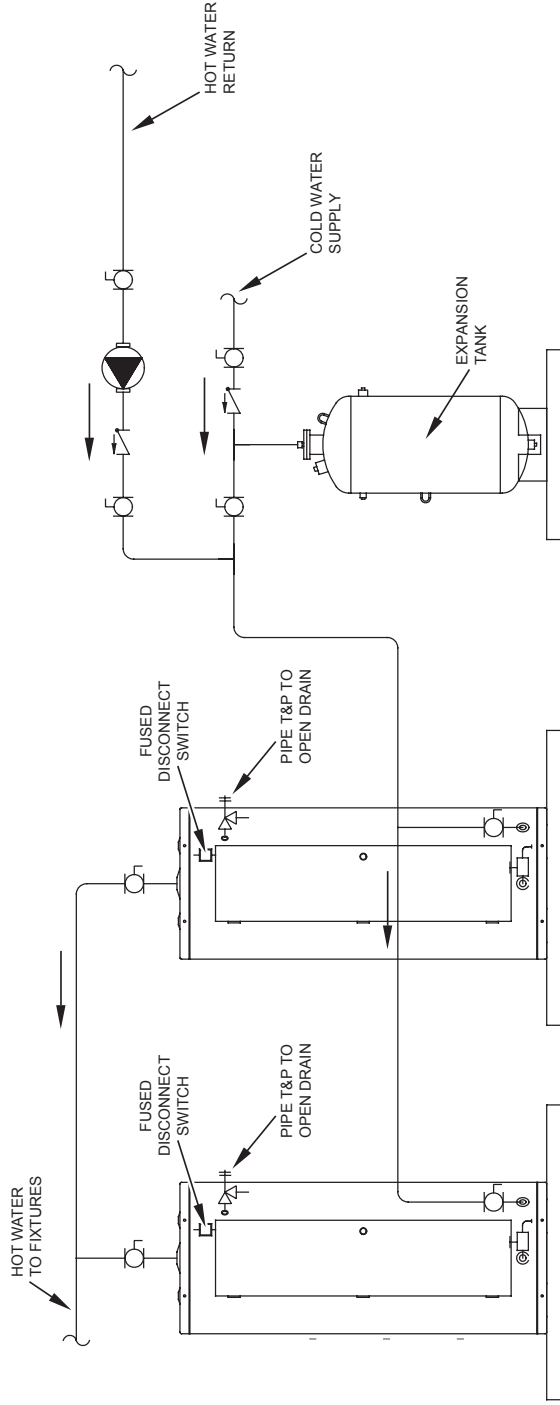 HOT WATER
TO FIXTURES
FUSED
DISCONNECT
SWITCH
PIPE T&P TO
OPEN DRAIN
FUSED
DISCONNECT
SWITCH
PIPE T&P TO
OPEN DRAIN
EXPANSION
TANK
COLD WATER
SUPPLY
HOT WATER
RETURN